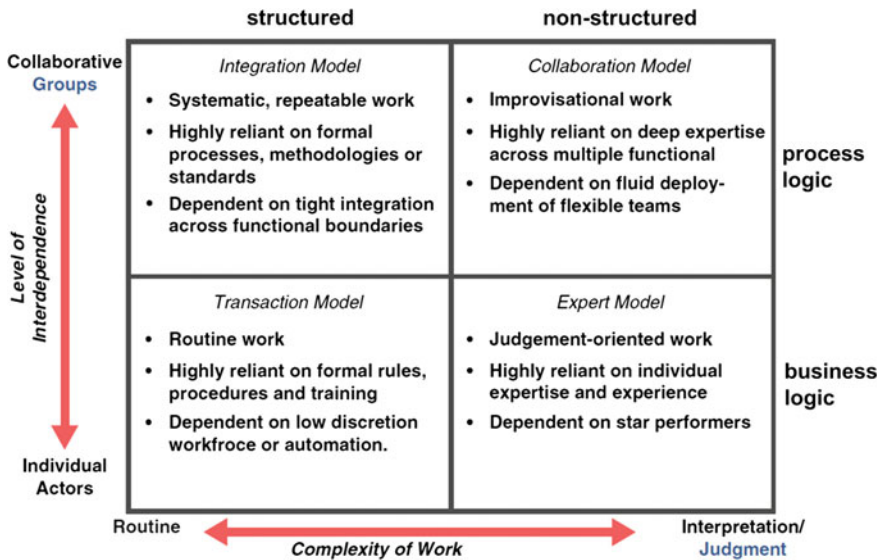 structured
non-structured
Collaborative
Groups
Level of
Interdependence
Individual
Actors
Integration Model
• Systematic, repeatable work
• Highly reliant on formal
processes, methodologies or
standards
• Dependent on tight integration
across functional boundaries
Collaboration Model
• Improvisational work
• Highly reliant on deep expertise
across multiple functional
• Dependent on fluid deploy-
ment of flexible teams
process
logic
Transaction Model
• Routine work
• Highly reliant on formal rules,
procedures and training
• Dependent on low discretion
workfroce or automation.
Expert Model
• Judgement-oriented work
• Highly reliant on individual
expertise and experience
• Dependent on star performers
business
logic
Routine
Complexity of Work
Interpretation/
Judgment